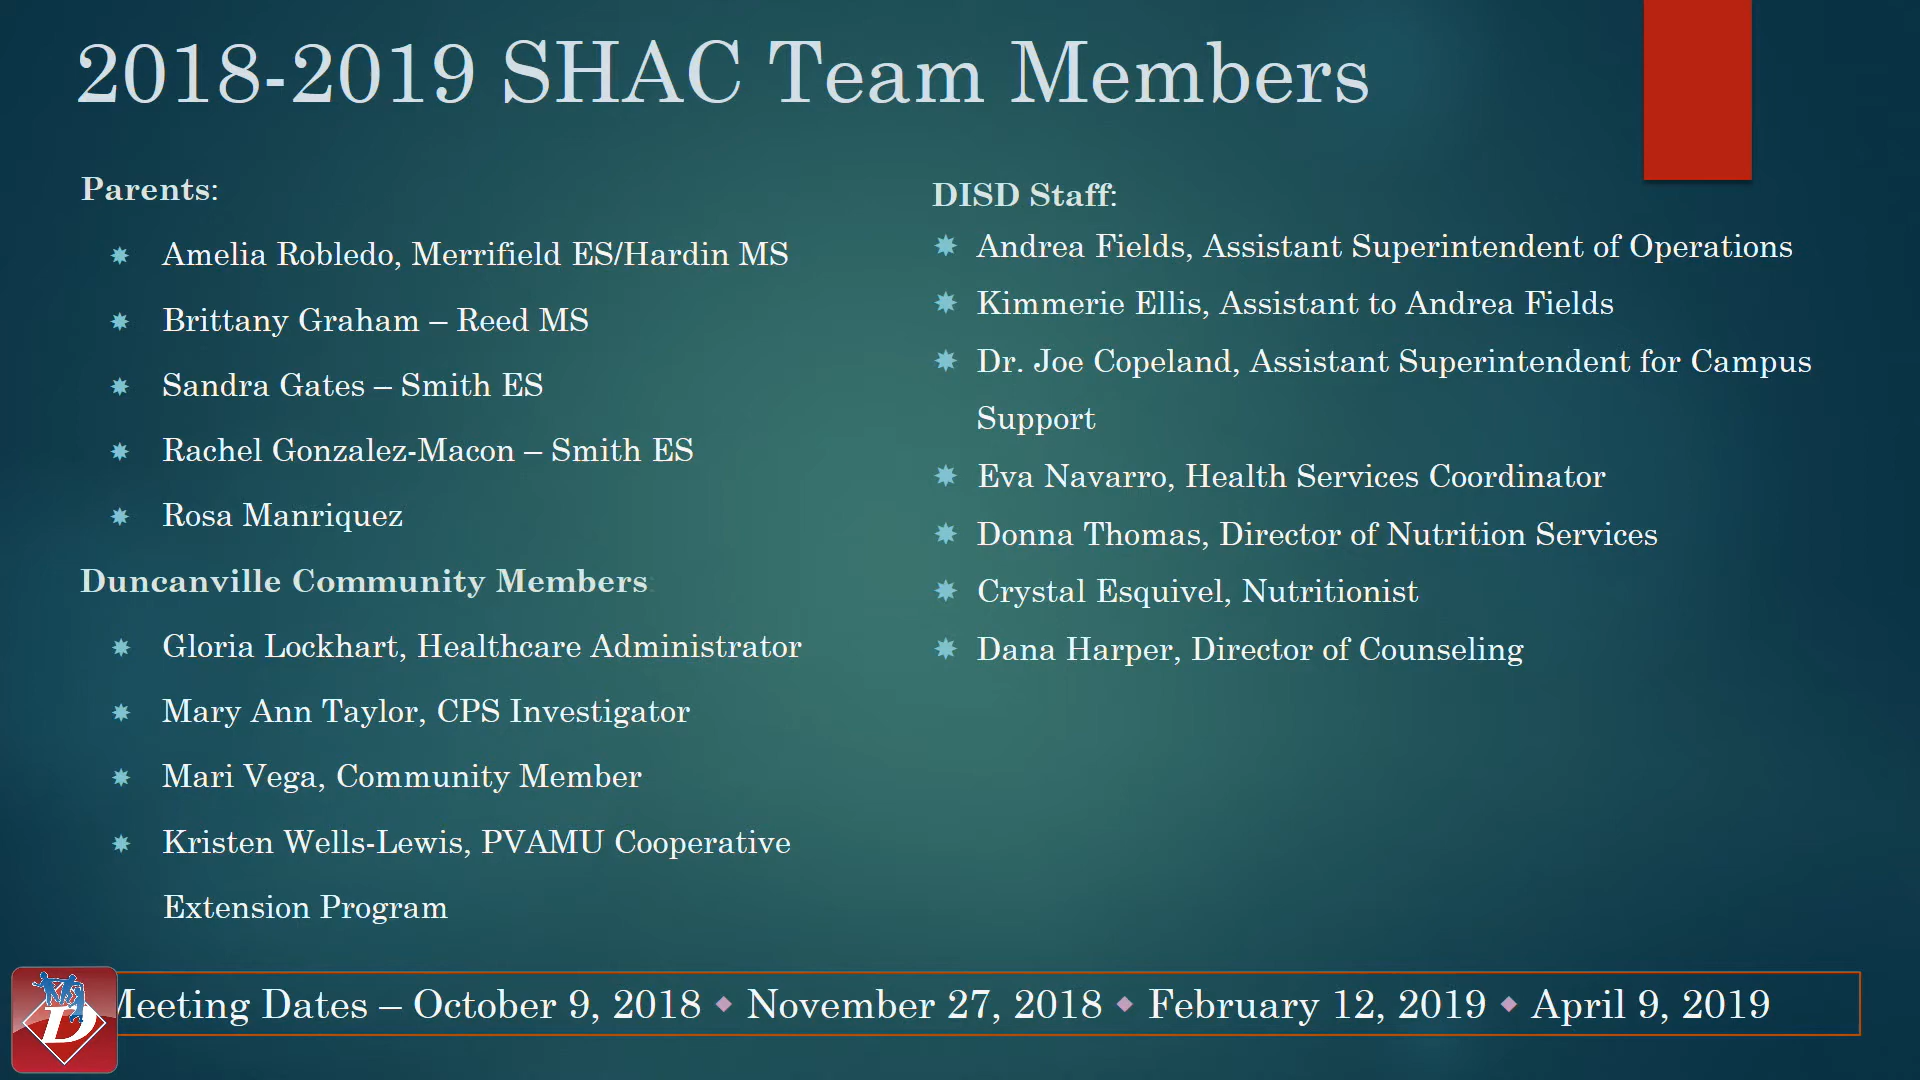 2018-2019 SHAC Team Members
Parents:
Amelia Robledo, Merrifield ES/Hardin MS
Brittany Graham – Reed MS
Sandra Gates – Smith ES
Rachel Gonzalez-Macon – Smith ES
Rosa Manriquez
Duncanville Community Members
Gloria Lockhart, Healthcare Administrator
Mary Ann Taylor, CPS Investigator
Mari Vega, Community Member
Kristen Wells-Lewis, PVAMU Cooperative
Extension Program
DISD Staff:
Andrea Fields, Assistant Superintendent of Operations
Kimmerie Ellis, Assistant to Andrea Fields
Dr. Joe Copeland, Assistant Superintendent for Campus
Support
Eva Navarro, Health Services Coordinator
Donna Thomas, Director of Nutrition Services
Crystal Esquivel, Nutritionist
Dana Harper, Director of Counseling
Meeting Dates – October 9, 2018 ◆ November 27, 2018 ◆ February 12, 2019 ◆ April 9, 2019
D